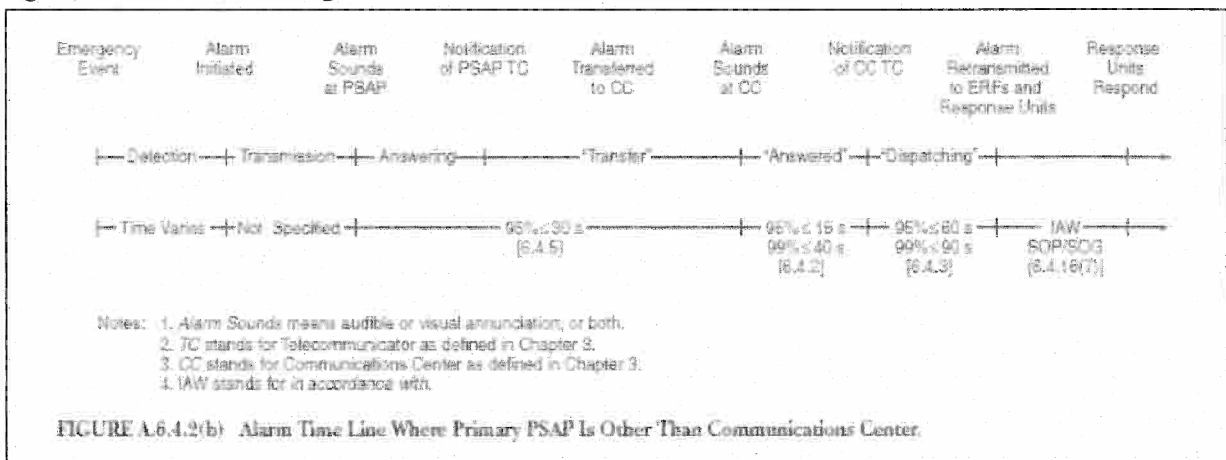 Emergency Event
Alarm Initiated
Alarm Sounds at PSAP
Notification of PSAP TC
Alarm Transferred to CC
Alarm Sounds at CC
Notification of CC TC
Alarm Retransmitted to ERFs and Response Units
Response Units Respond
Detection Transmission Answering "Transfer" "Answered" "Dispatching"
Time Varies Not Specified 95% ≤ 30 s [6.4.5]
95% ≤ 15 s 99% ≤ 40 s [6.4.2]
95% ≤ 60 s 99% ≤ 90 s [6.4.3]
IAW SOP/SOG
Notes: 1. Alarm Sounds means audible or visual annunciation, or both.
2. TC stands for Telecommunicator as defined in Chapter 3.
3. CC stands for Communications Center as defined in Chapter 3.
4. IAW stands for in accordance with.
FIGURE A.6.4.2(b) Alarm Time Line Where Primary PSAP Is Other Than Communications Center.